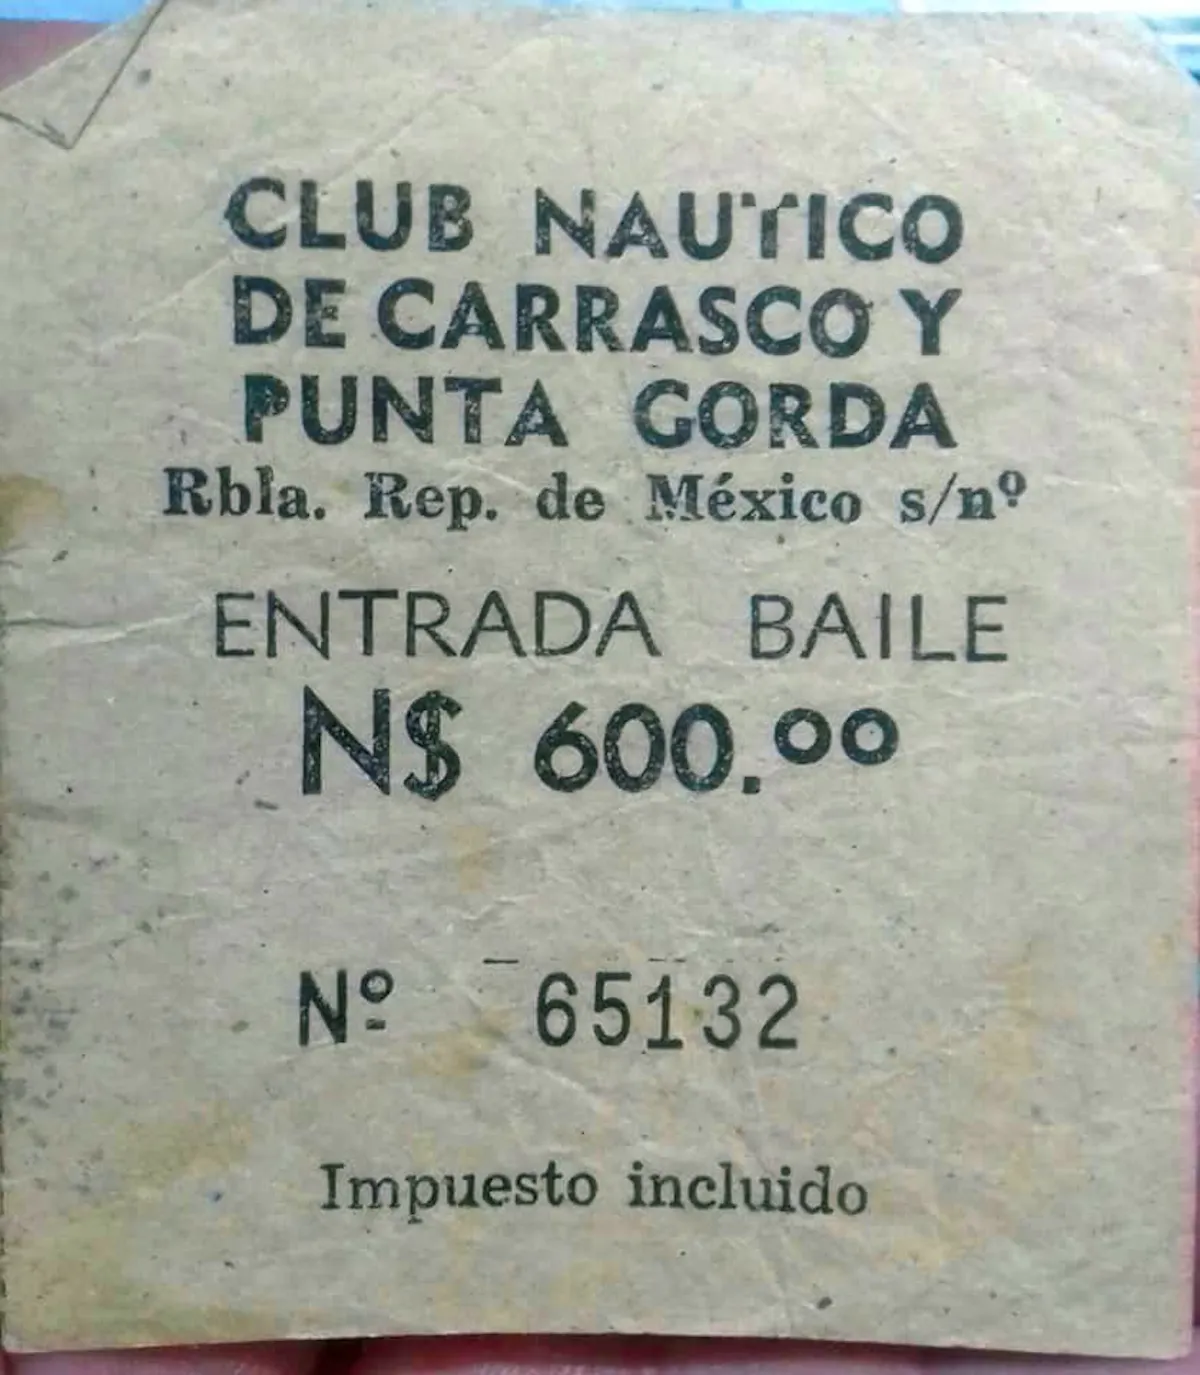 CLUB NAUTICO
DE CARRASCO Y
PUNTA GORDA
Rbla. Rep. de México s/nº
ENTRADA BAILE
N$ 600.oo
Nº 65132
Impuesto incluido